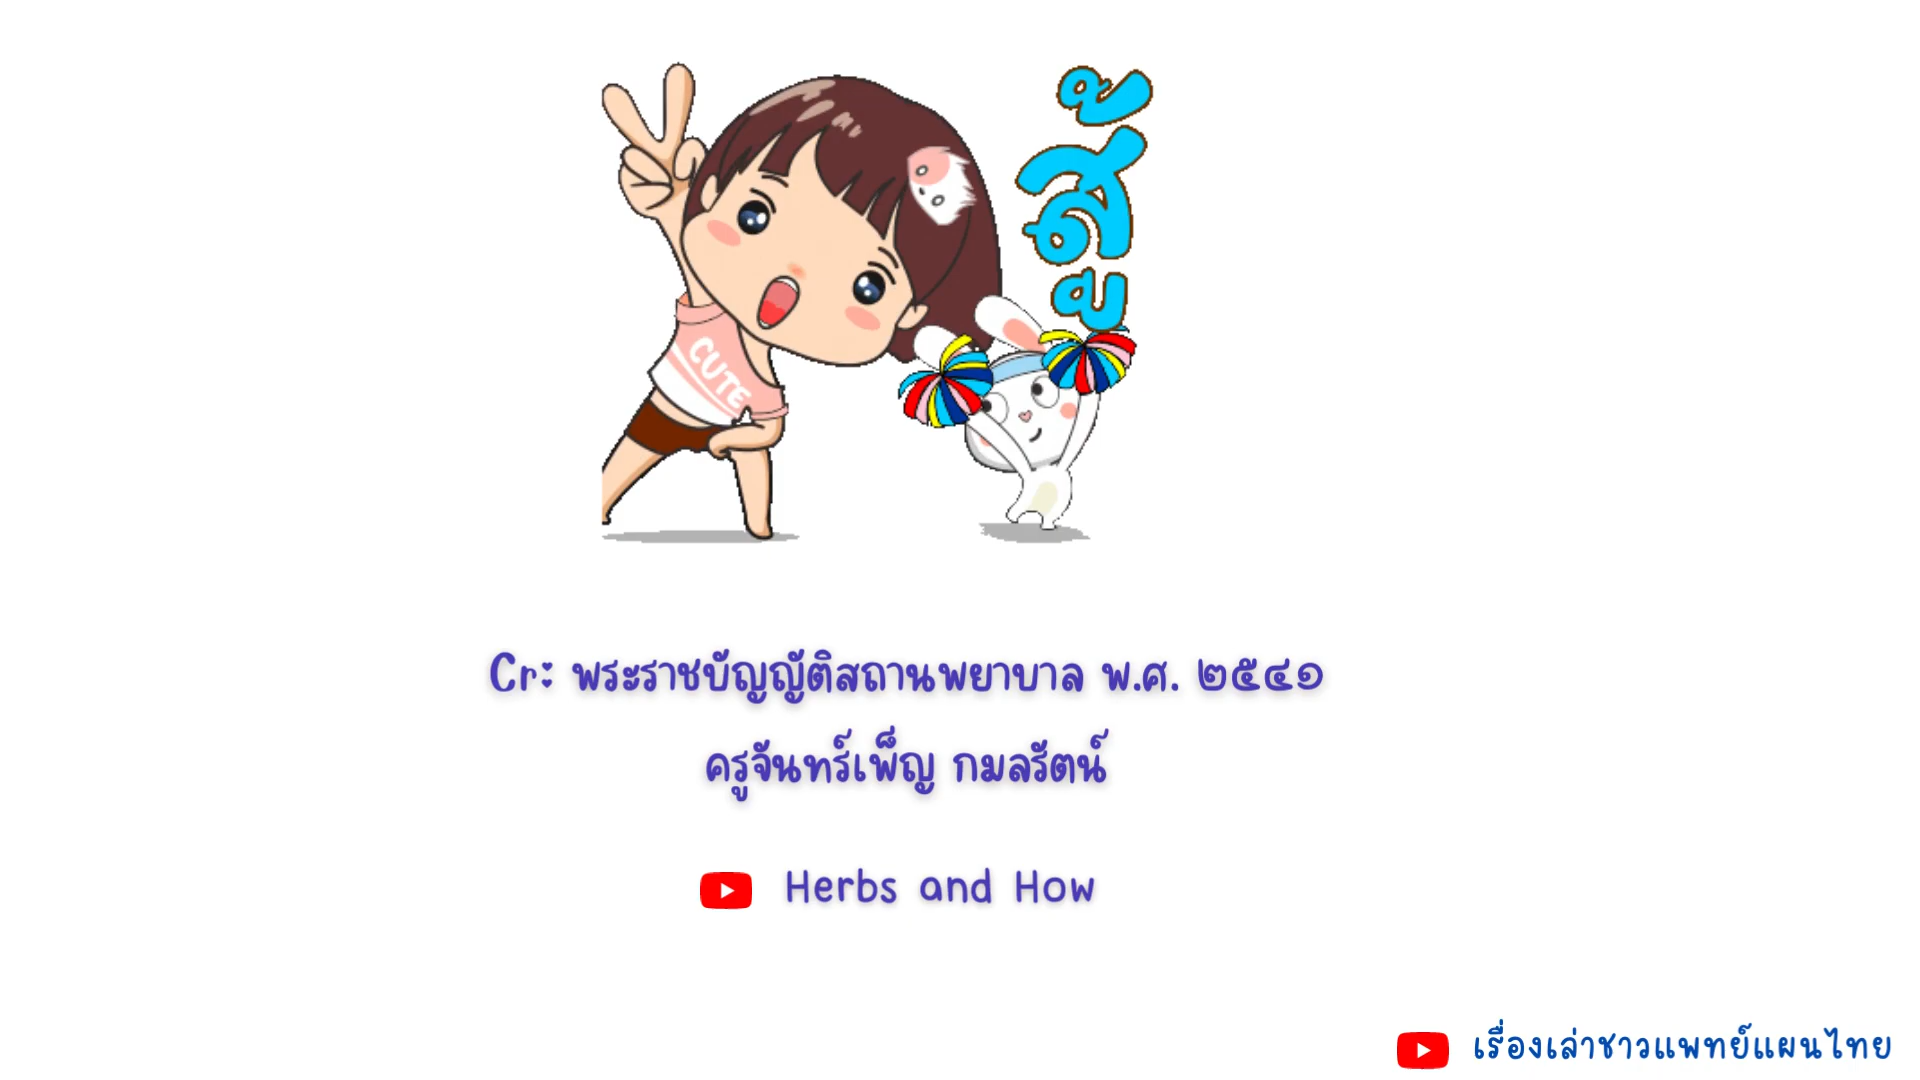 สู้ๆ
CUTE
Cr: พระราชบัญญัติสถานพยาบาล พ.ศ. ๒๕๔๑
ครูจันทร์เพ็ญ กมลรัตน์
Herbs and How
เรื่องเล่าชาวแพทย์แผนไทย